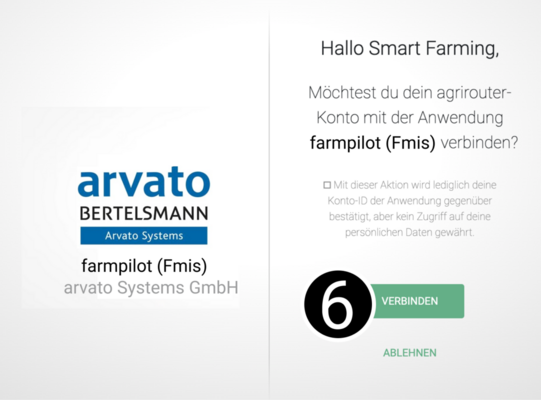 arvato
BERTELSMANN
Arvato Systems
farmpilot (Fmis)
arvato Systems GmbH
Hallo Smart Farming,
Möchtest du dein agrirouter-
Konto mit der Anwendung
farmpilot (Fmis) verbinden?
Mit dieser Aktion wird lediglich deine
Konto-ID der Anwendung gegenüber
bestätigt, aber kein Zugriff auf deine
persönlichen Daten gewährt.
6
VERBINDEN
ABLEHNEN